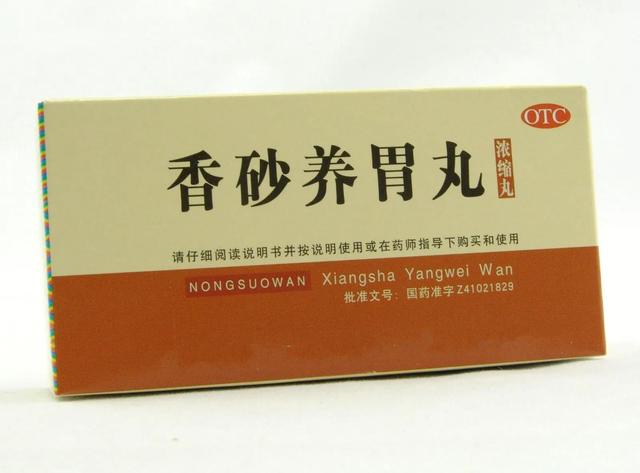 OTC
香砂养胃丸
浓缩丸
请仔细阅读说明书并按说明使用或在药师指导下购买和使用
NONGSUOWAN Xiangsha Yangwei Wan
批准文号：国药准字Z41021829